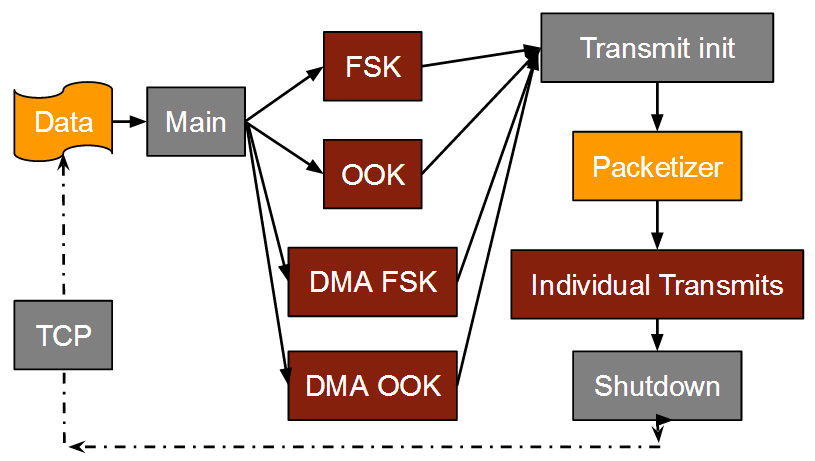 Data
Main
FSK
OOK
DMA FSK
DMA OOK
Transmit init
Packetizer
Individual Transmits
Shutdown
TCP